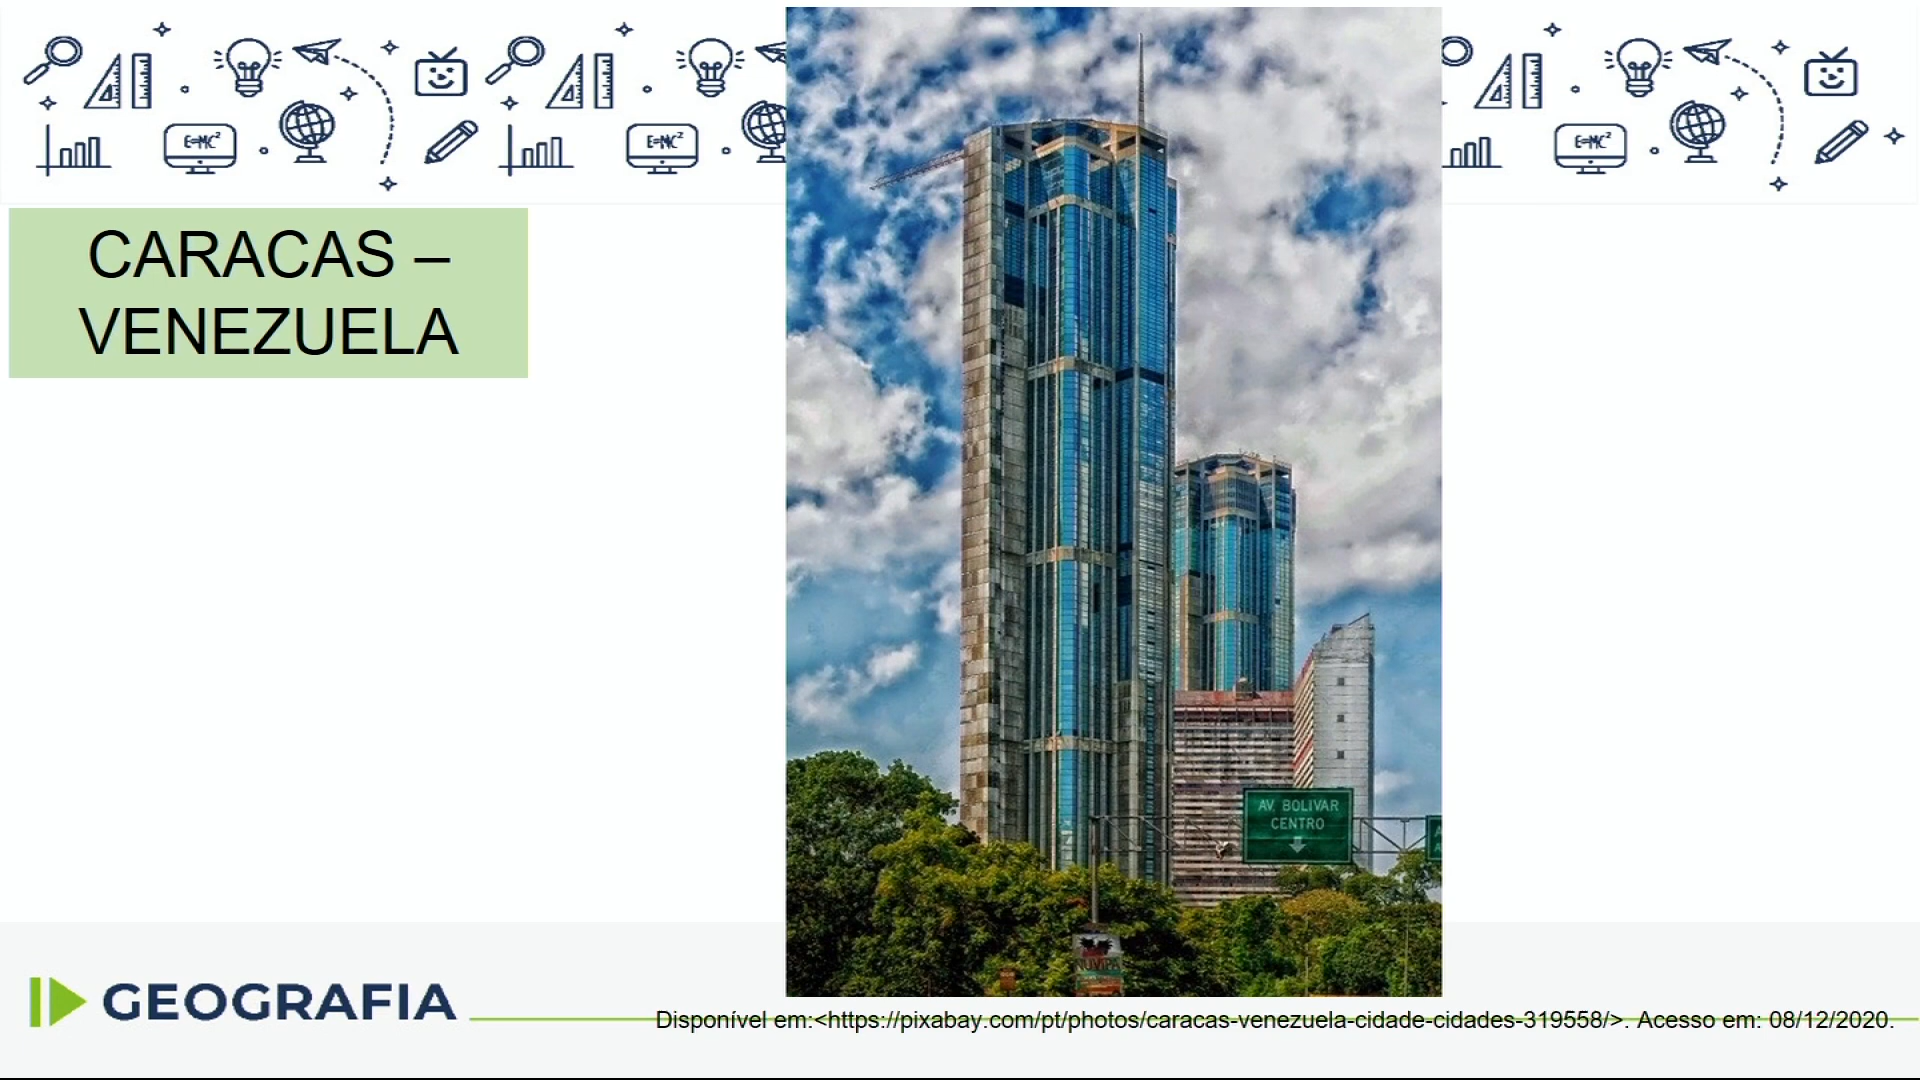 E=MC²
E=MC²
E=MC²
CARACAS –
VENEZUELA
AV. BOLIVAR
CENTRO
GEOGRAFIA
Disponível em:<https://pixabay.com/pt/photos/caracas-venezuela-cidade-cidades-319558/>. Acesso em: 08/12/2020.